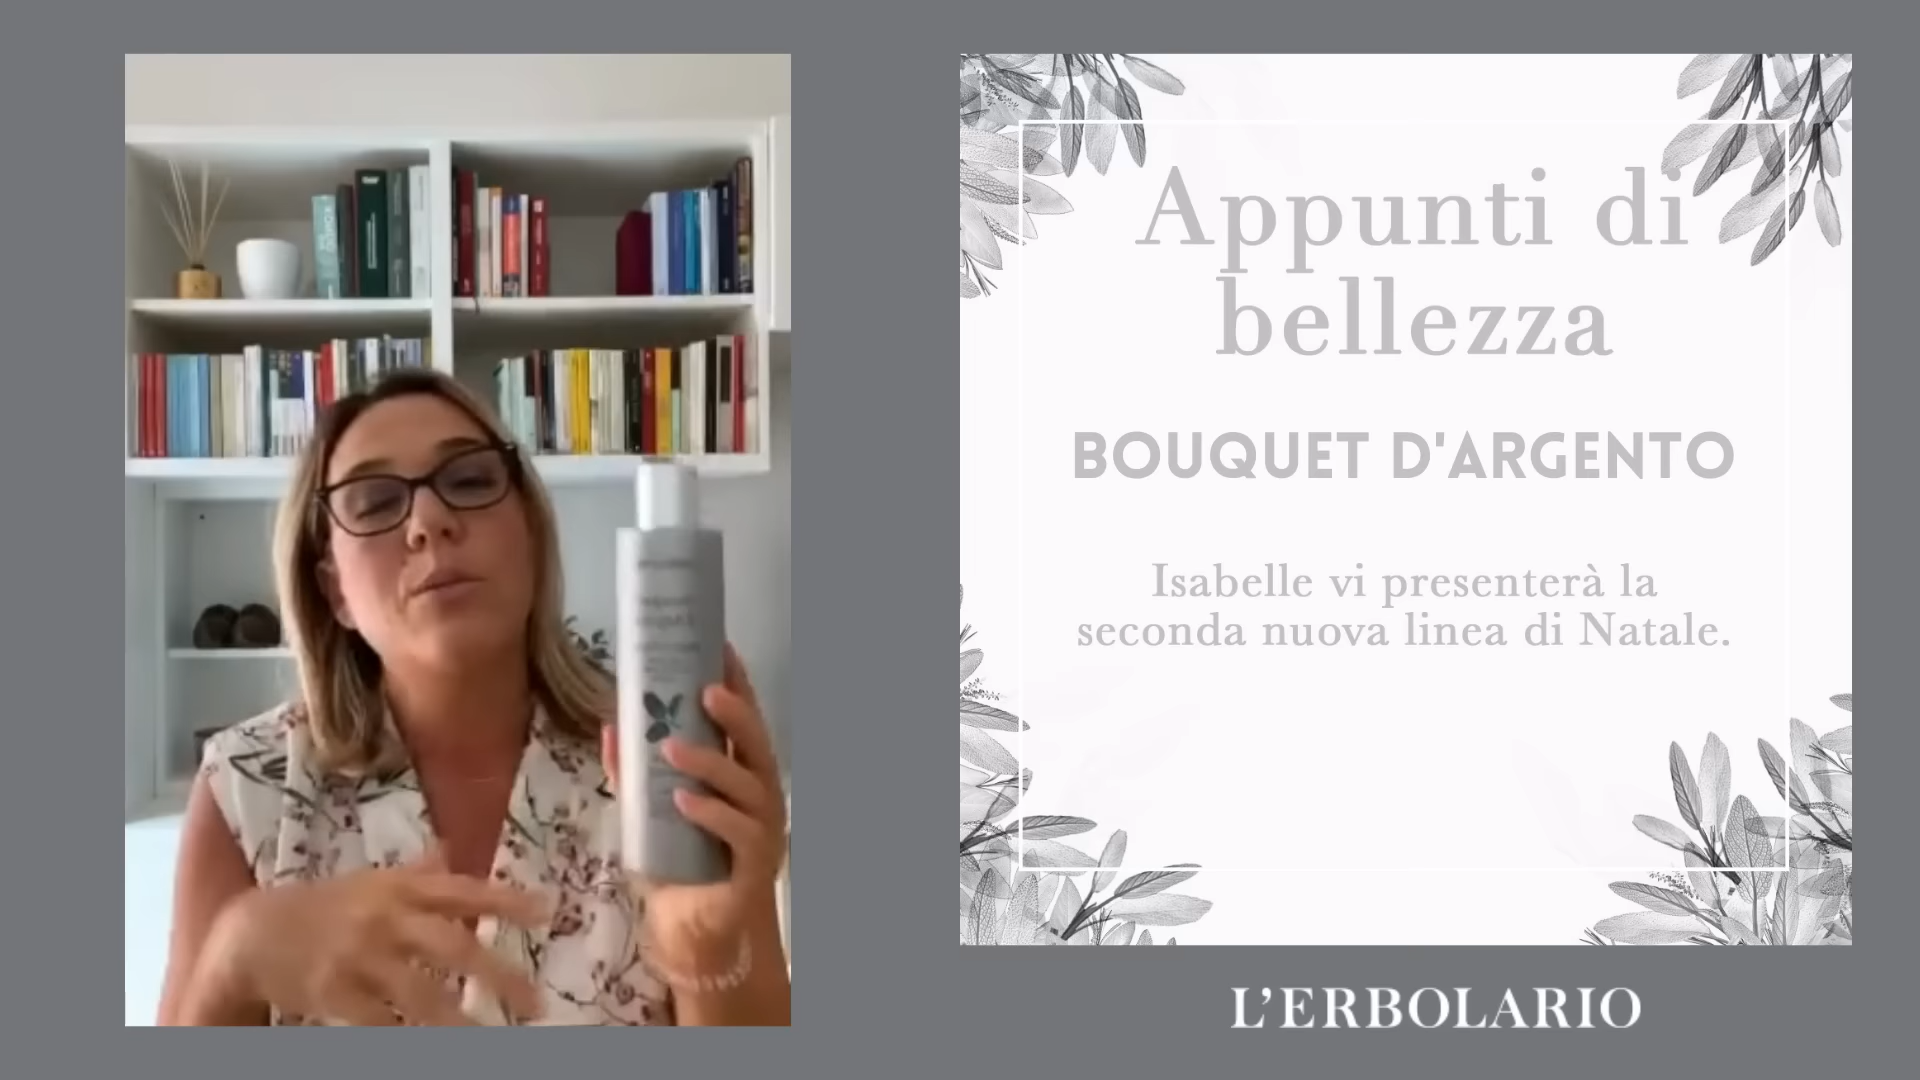 Appunti di
bellezza
BOUQUET D'ARGENTO
Isabelle vi presenterà la
seconda nuova linea di Natale.
L'ERBOLARIO